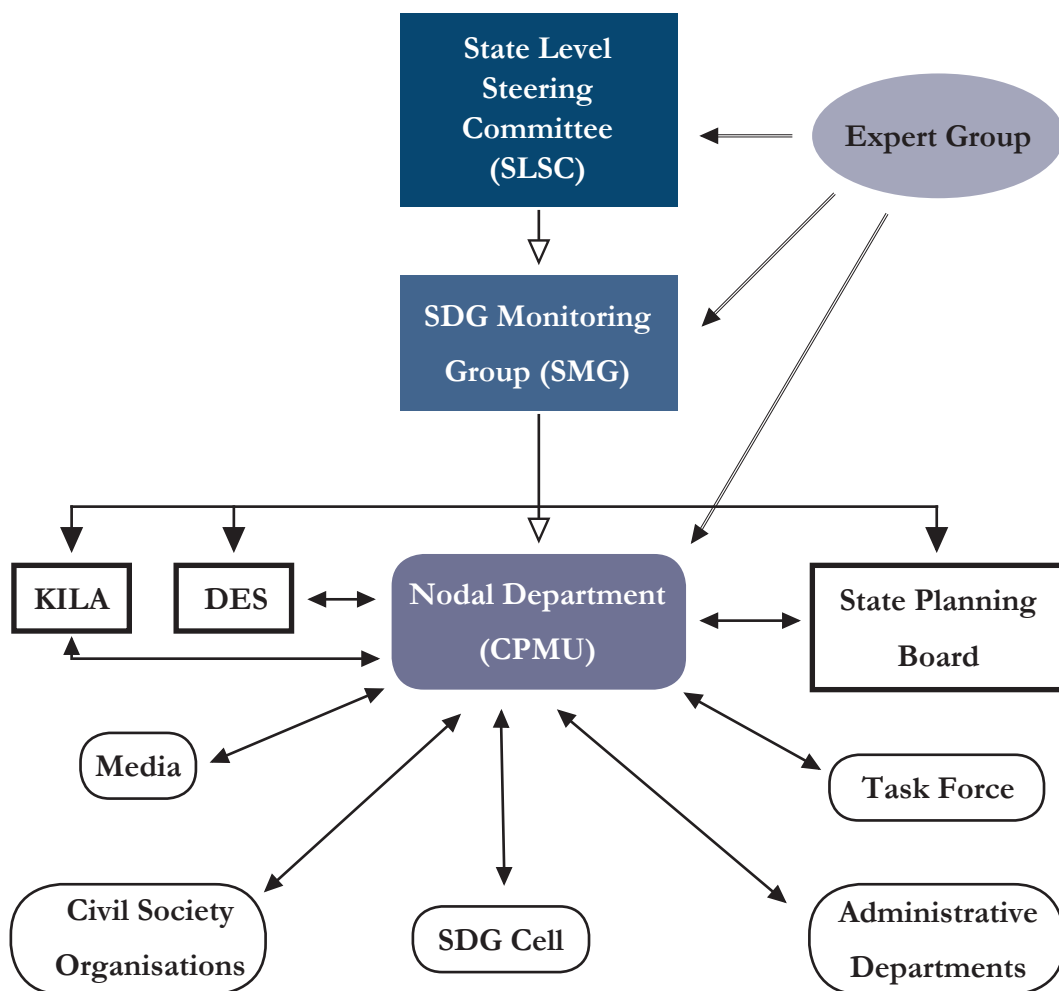 State Level
Steering
Committee
(SLSC)
Expert Group
SDG Monitoring
Group (SMG)
KILA
DES
Nodal Department
(CPMU)
State Planning
Board
Media
Task Force
Civil Society
Organisations
SDG Cell
Administrative
Departments